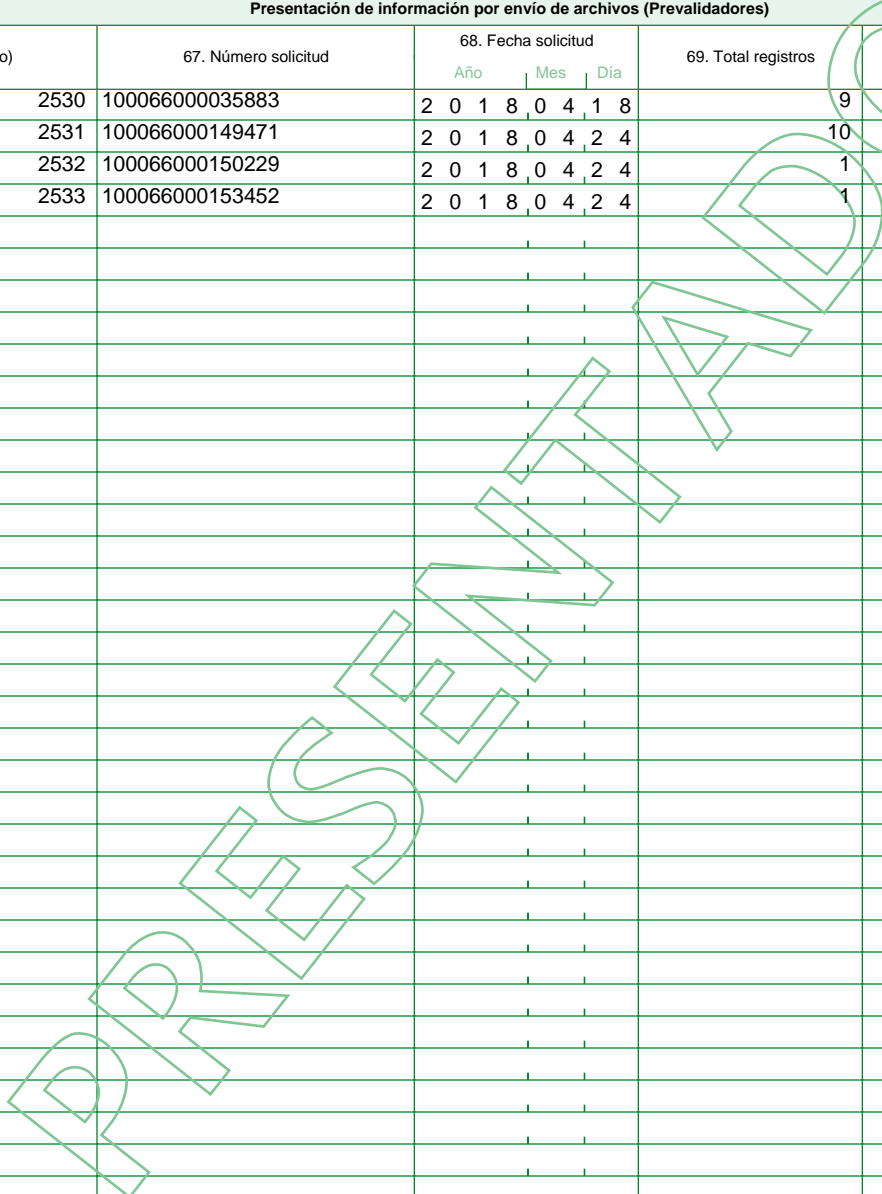 Presentación de información por envío de archivos (Prevalidadores)
o) 67. Número solicitud 68. Fecha solicitud 69. Total registros
Año Mes Día
2530 100066000035883 2 0 1 8 0 4 1 8 9
2531 100066000149471 2 0 1 8 0 4 2 4 10
2532 100066000150229 2 0 1 8 0 4 2 4 1
2533 100066000153452 2 0 1 8 0 4 2 4 1
PRESENTADO